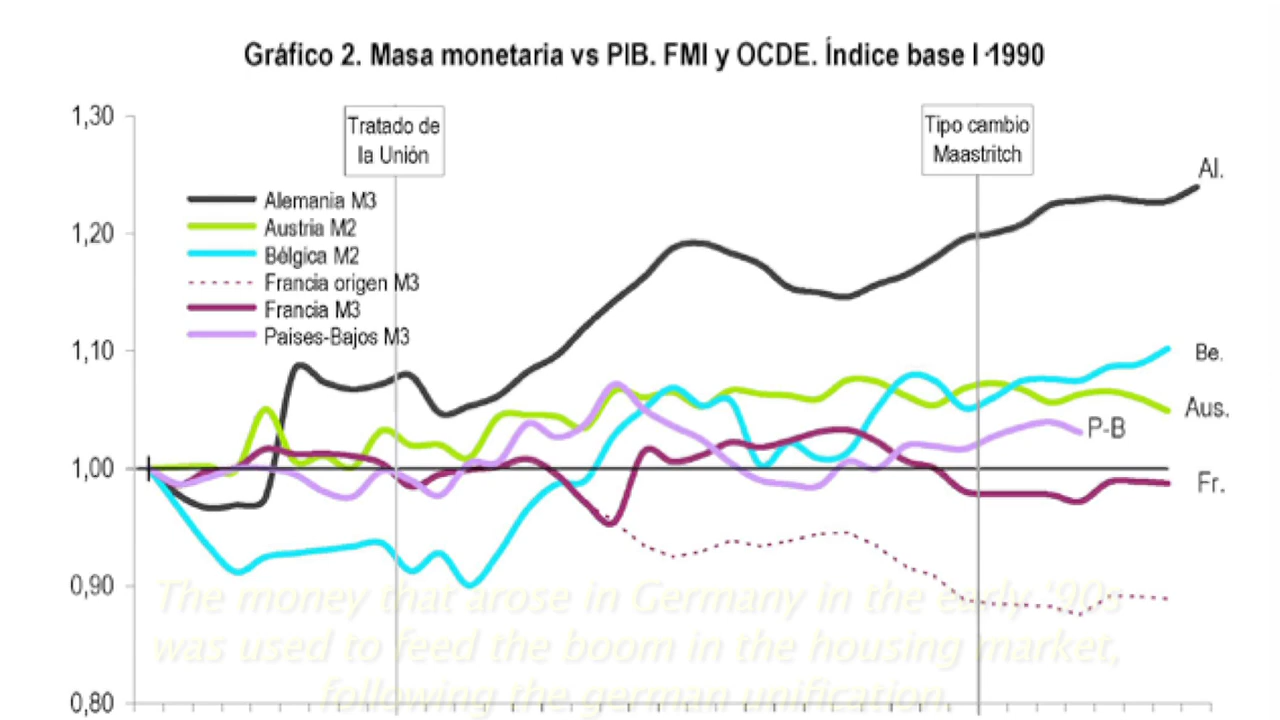 Gráfico 2. Masa monetaria vs PIB. FMI y OCDE. Índice base I-1990
1,30
1,20
1,10
1,00
0,90
0,80
Tratado de
la Unión
Tipo cambio
Maastritch
Alemania M3
Austria M2
Bélgica M2
Francia origen M3
Francia M3
Paises-Bajos M3
Al.
Be.
Aus.
P-B
Fr.
The money that arose in Germany in the early '90s
was used to feed the boom in the housing market,
following the german unification.